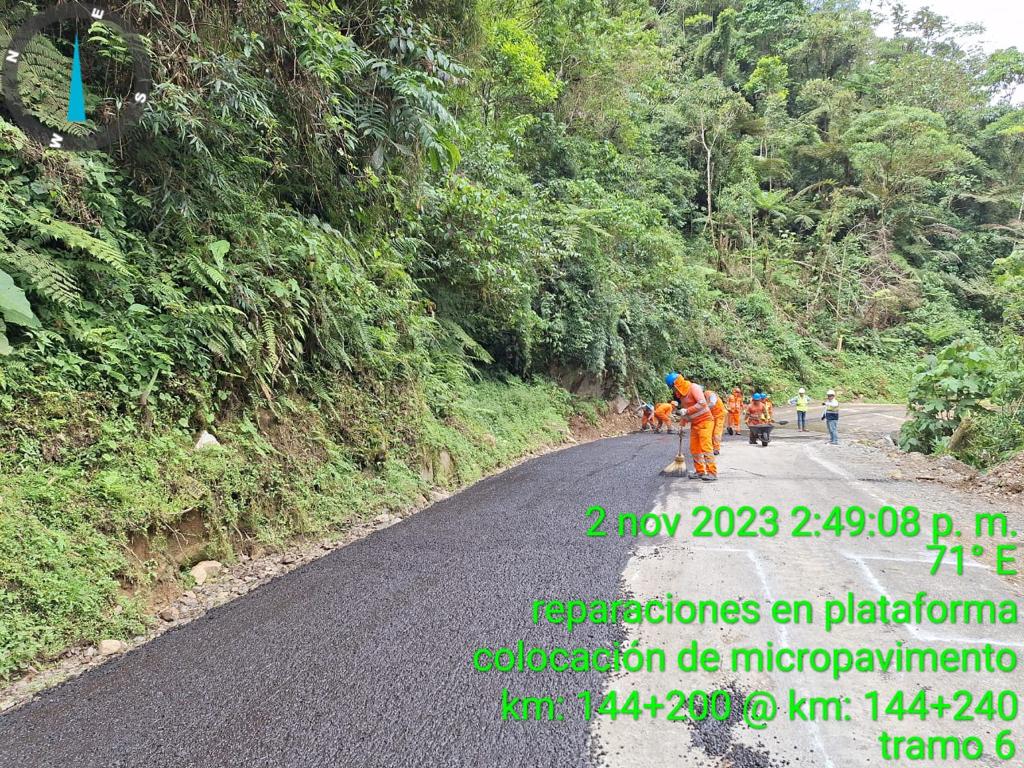 N E S W
2 nov 2023 2:49:08 p. m.
71° E
reparaciones en plataforma
colocación de micropavimento
km: 144+200 @ km: 144+240
tramo 6